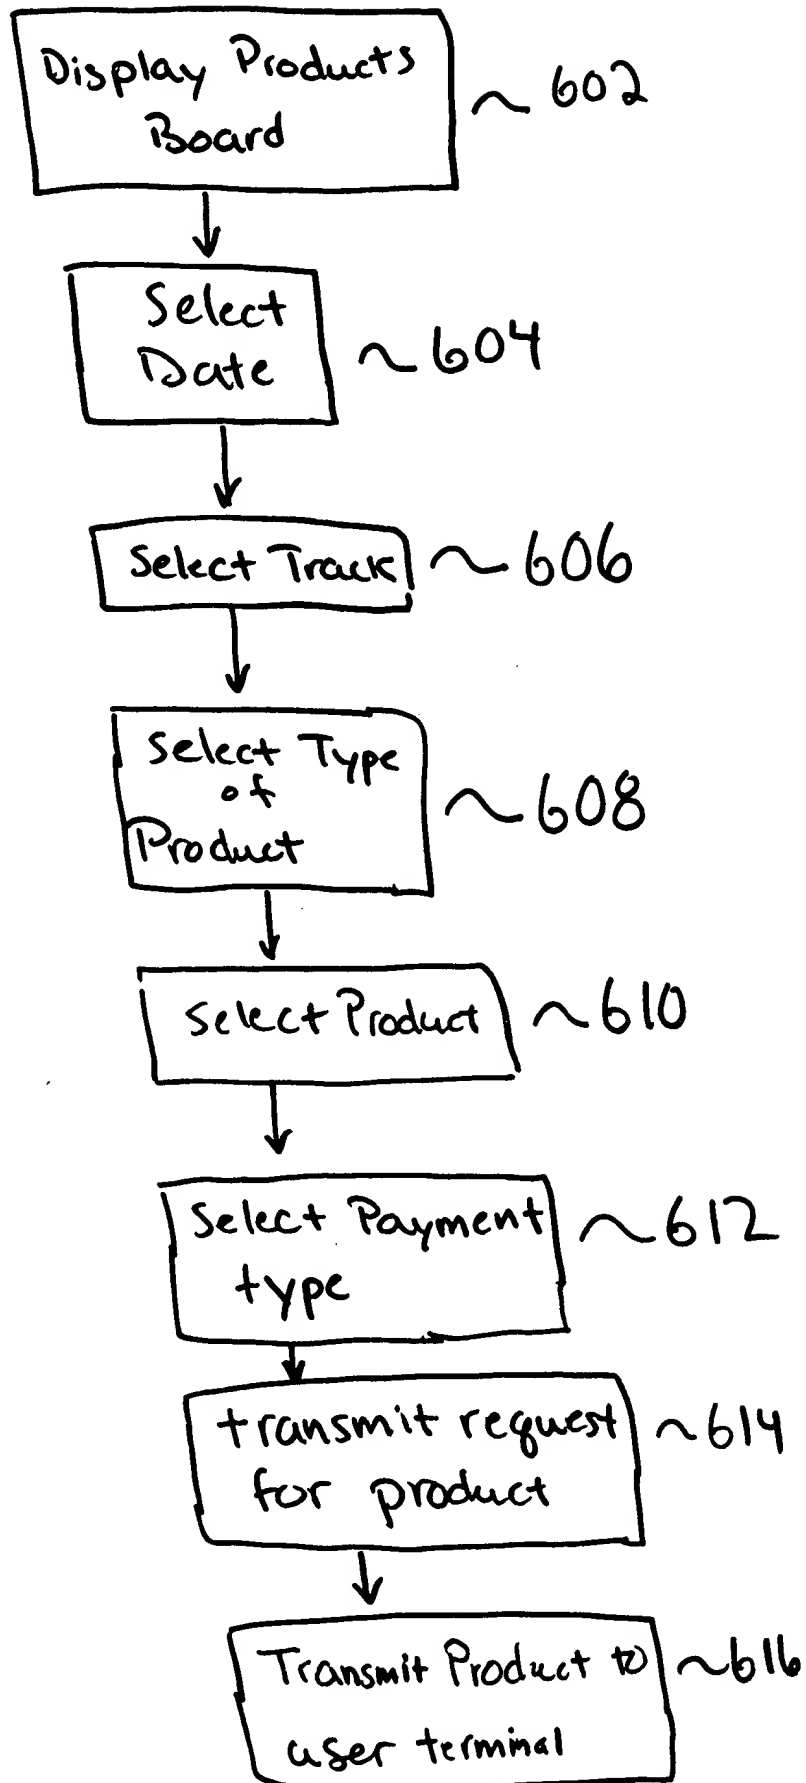 Display Products ~602
Board
Select
Date ~604
Select Track ~606
Select Type
of ~608
Product
Select Product ~610
Select Payment ~612
type
transmit request ~614
for product
Transmit Product to ~616
user terminal